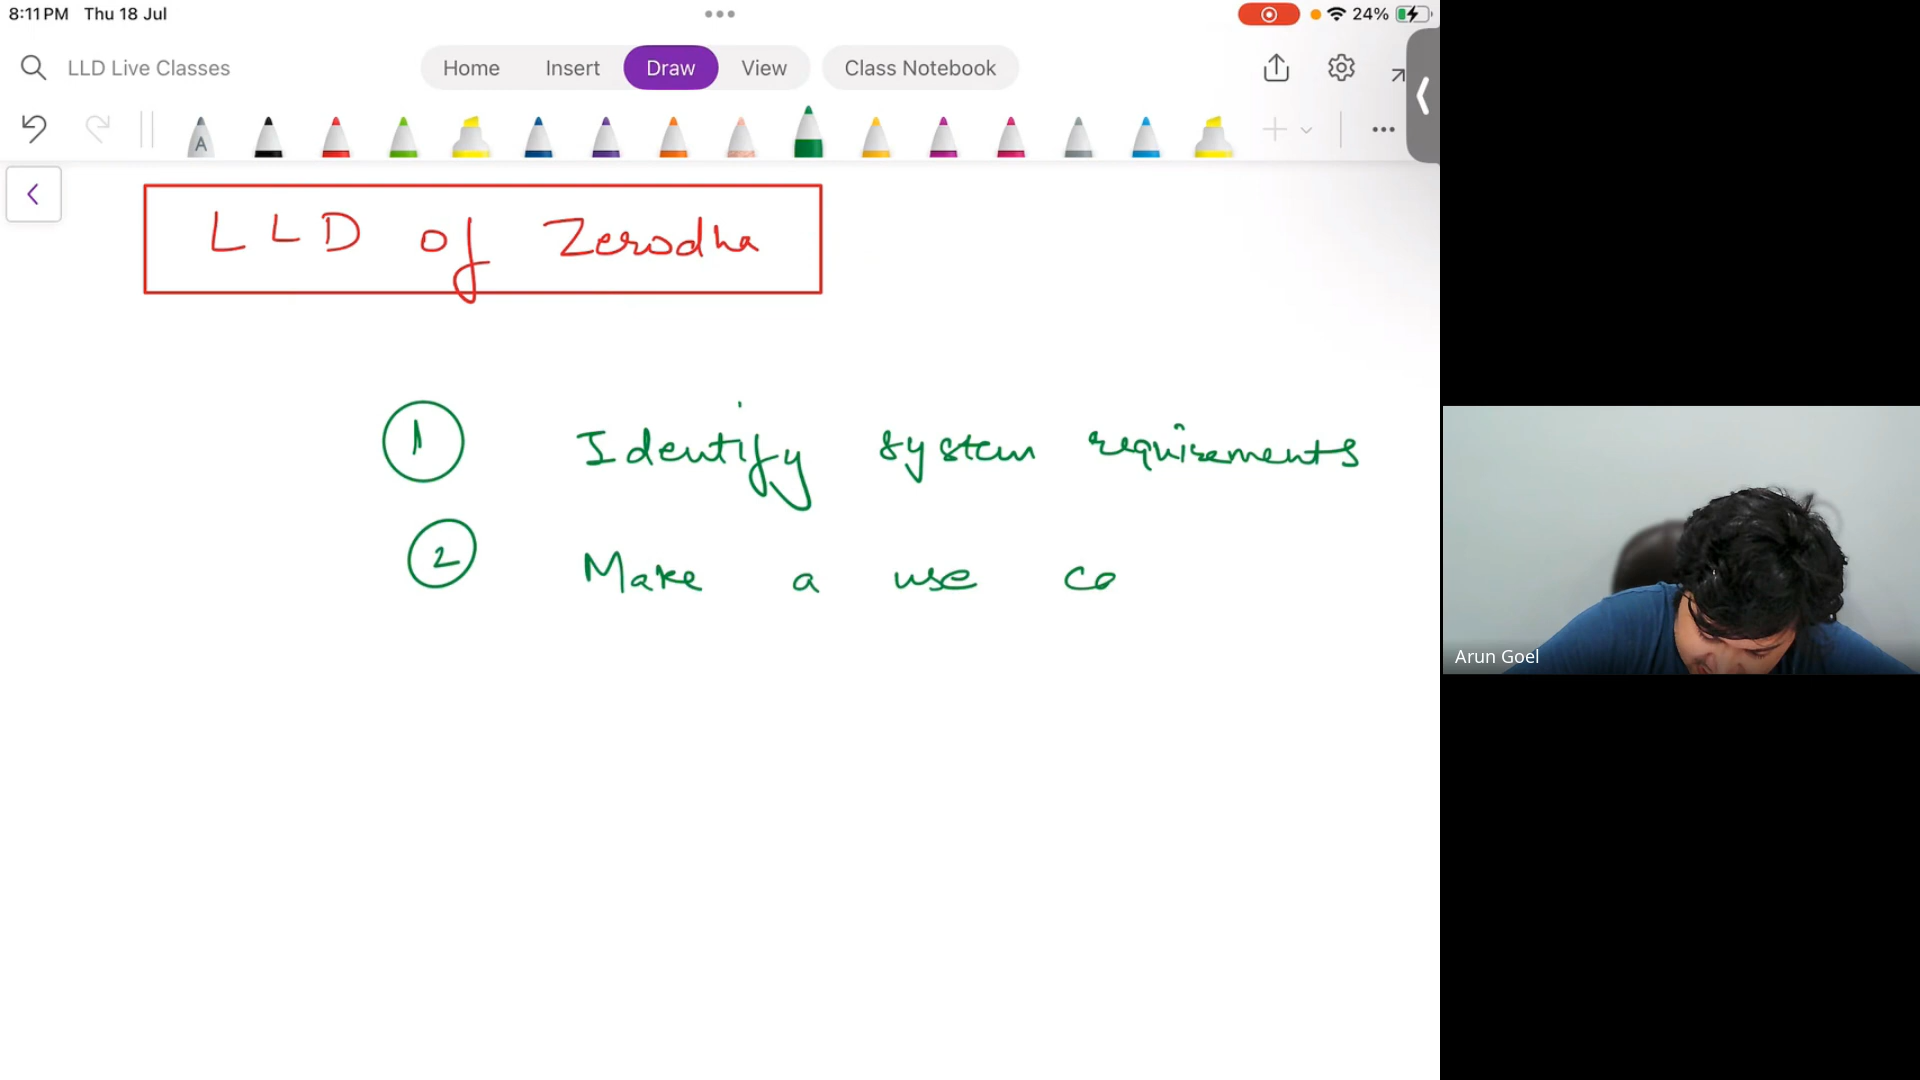 8:11 PM Thu 18 Jul
24%
LLD Live Classes
Home Insert Draw View Class Notebook
A
LLD of Zerodha
1 Identify system requirements
2 Make a use ca
Arun Goel